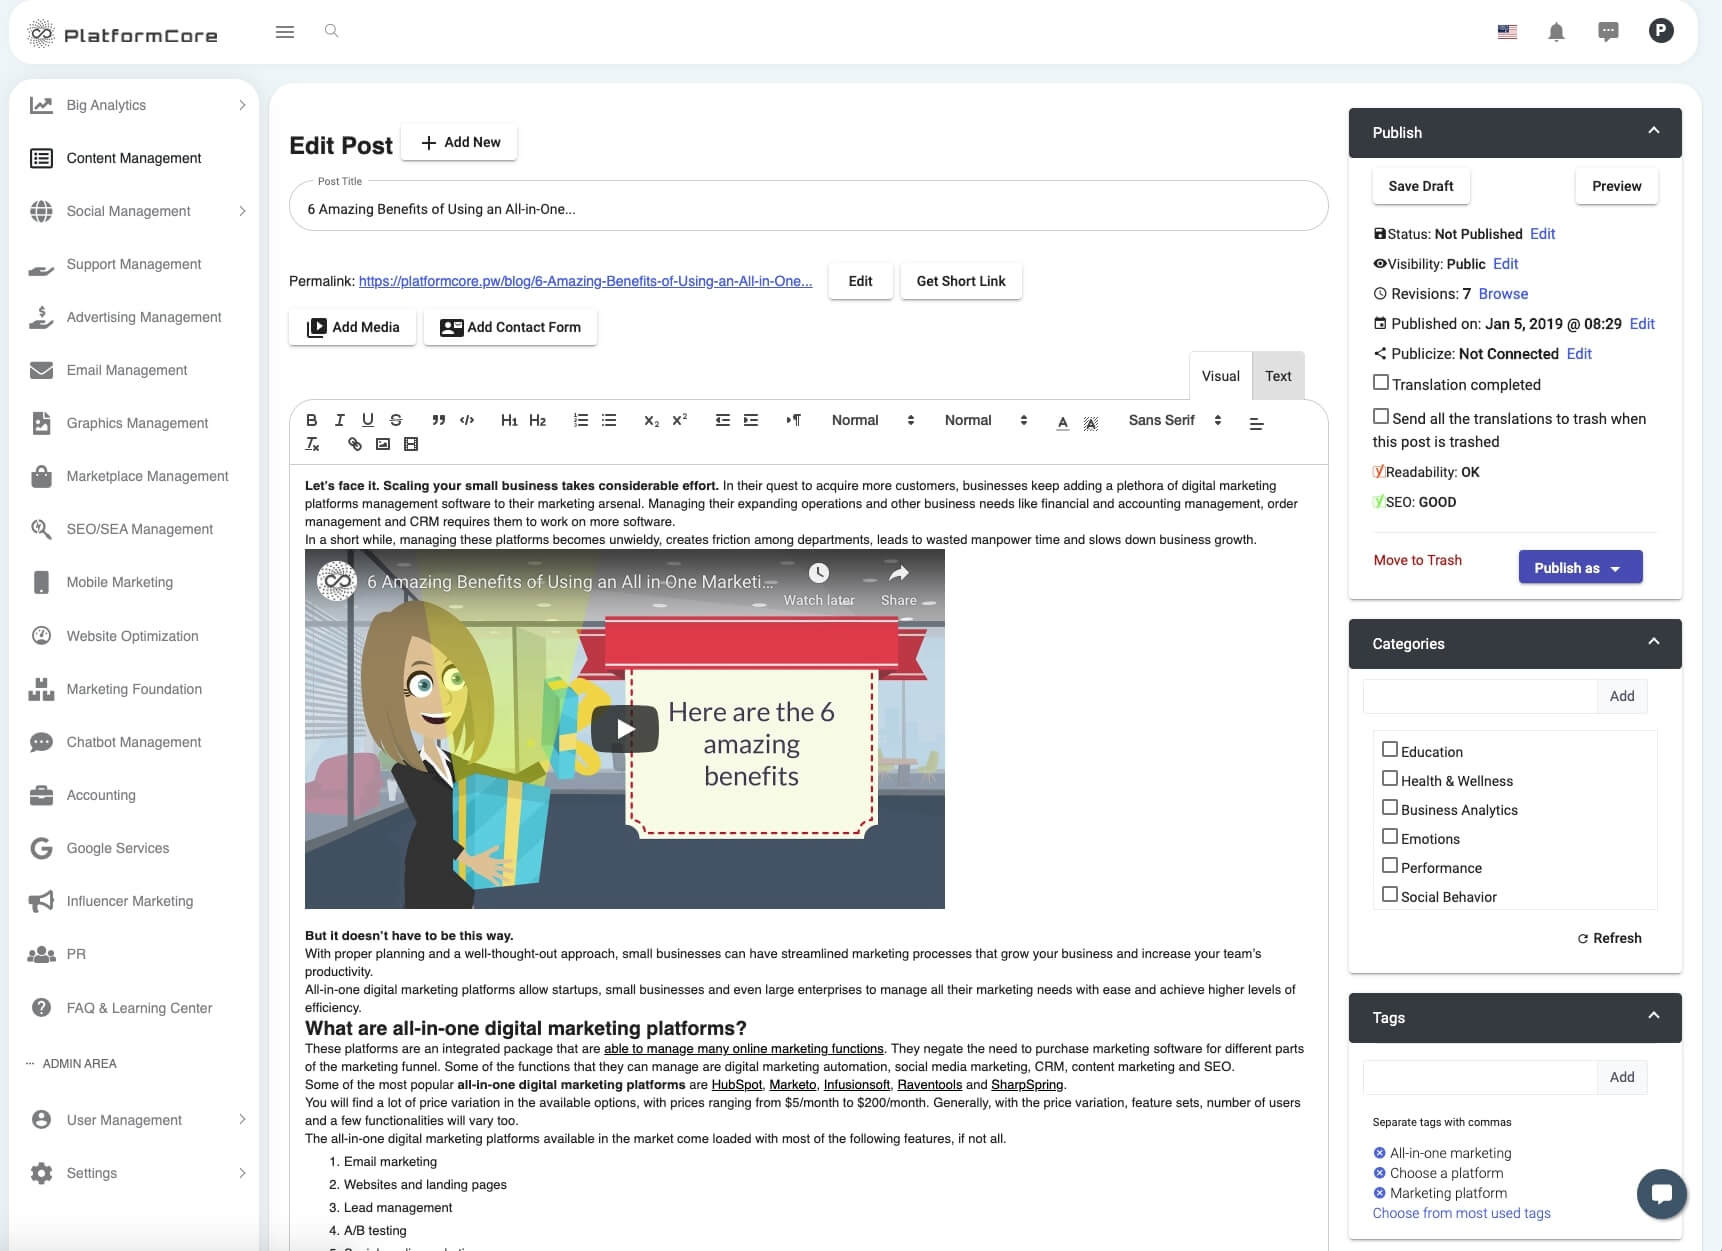 PlatformCore
P
Big Analytics
Content Management
Social Management
Support Management
Advertising Management
Email Management
Graphics Management
Marketplace Management
SEO/SEA Management
Mobile Marketing
Website Optimization
Marketing Foundation
Chatbot Management
Accounting
Google Services
Influencer Marketing
PR
FAQ & Learning Center
ADMIN AREA
User Management
Settings
Edit Post
Add New
Post Title
6 Amazing Benefits of Using an All-in-One...
Permalink: https://platformcore.pw/blog/6-Amazing-Benefits-of-Using-an-All-in-One... Edit Get Short Link
Add Media Add Contact Form
Visual Text
B I U S H1 H2 X2 X2 Normal Normal A A Sans Serif
Tx
Let's face it. Scaling your small business takes considerable effort. In their quest to acquire more customers, businesses keep adding a plethora of digital marketing
platforms management software to their marketing arsenal. Managing their expanding operations and other business needs like financial and accounting management, order
management and CRM requires them to work on more software.
In a short while, managing these platforms becomes unwieldy, creates friction among departments, leads to wasted manpower time and slows down business growth.
6 Amazing Benefits of Using an All in One Marketi...
Watch later Share
Here are the 6
amazing
benefits
But it doesn't have to be this way.
With proper planning and a well-thought-out approach, small businesses can have streamlined marketing processes that grow your business and increase your team's
productivity.
All-in-one digital marketing platforms allow startups, small businesses and even large enterprises to manage all their marketing needs with ease and achieve higher levels of
efficiency.
What are all-in-one digital marketing platforms?
These platforms are an integrated package that are able to manage many online marketing functions. They negate the need to purchase marketing software for different parts
of the marketing funnel. Some of the functions that they can manage are digital marketing automation, social media marketing, CRM, content marketing and SEO.
Some of the most popular all-in-one digital marketing platforms are HubSpot, Marketo, Infusionsoft, Raventools and SharpSpring.
You will find a lot of price variation in the available options, with prices ranging from $5/month to $200/month. Generally, with the price variation, feature sets, number of users
and a few functionalities will vary too.
The all-in-one digital marketing platforms available in the market come loaded with most of the following features, if not all.
1. Email marketing
2. Websites and landing pages
3. Lead management
4. A/B testing
Publish
Save Draft Preview
Status: Not Published Edit
Visibility: Public Edit
Revisions: 7 Browse
Published on: Jan 5, 2019 @ 08:29 Edit
Publicize: Not Connected Edit
Translation completed
Send all the translations to trash when
this post is trashed
Readability: OK
SEO: GOOD
Move to Trash Publish as
Categories
Add
Education
Health & Wellness
Business Analytics
Emotions
Performance
Social Behavior
Refresh
Tags
Add
Separate tags with commas
All-in-one marketing
Choose a platform
Marketing platform
Choose from most used tags